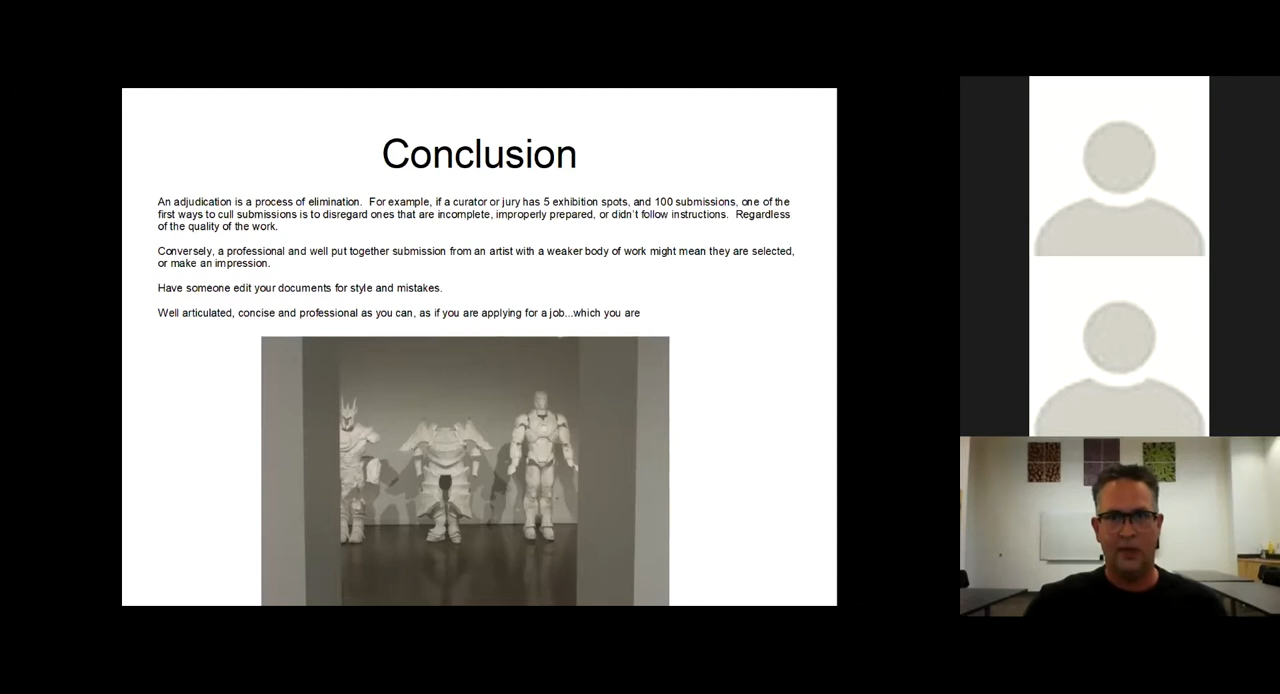 Conclusion
An adjudication is a process of elimination.  For example, if a curator or jury has 5 exhibition spots, and 100 submissions, one of the
first ways to cull submissions is to disregard ones that are incomplete, improperly prepared, or didn't follow instructions.  Regardless
of the quality of the work.
Conversely, a professional and well put together submission from an artist with a weaker body of work might mean they are selected,
or make an impression.
Have someone edit your documents for style and mistakes.
Well articulated, concise and professional as you can, as if you are applying for a job...which you are